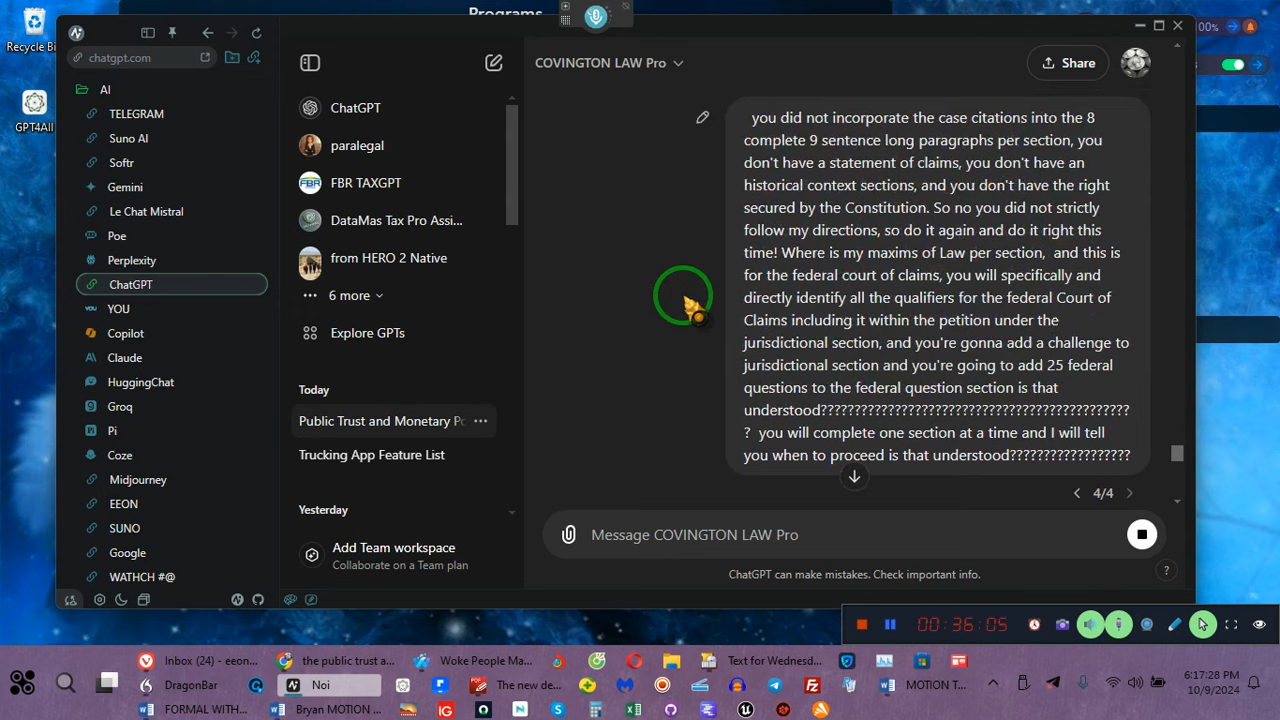 Programs
Recycle Bi
GPT4All
100%
chatgpt.com
AI
TELEGRAM
Suno AI
Softr
Gemini
Le Chat Mistral
Poe
Perplexity
ChatGPT
YOU
Copilot
Claude
HuggingChat
Groq
Pi
Coze
Midjourney
EEON
SUNO
Google
WATHCH #@
ChatGPT
paralegal
FBR TAXGPT
DataMas Tax Pro Assi...
from HERO 2 Native
6 more
Explore GPTs
Today
Public Trust and Monetary Po
Trucking App Feature List
Yesterday
Add Team workspace
Collaborate on a Team plan
COVINGTON LAW Pro
Share
you did not incorporate the case citations into the 8
complete 9 sentence long paragraphs per section, you
don't have a statement of claims, you don't have an
historical context sections, and you don't have the right
secured by the Constitution. So no you did not strictly
follow my directions, so do it again and do it right this
time! Where is my maxims of Law per section,  and this is
for the federal court of claims, you will specifically and
directly identify all the qualifiers for the federal Court of
Claims including it within the petition under the
jurisdictional section, and you're gonna add a challenge to
jurisdictional section and you're going to add 25 federal
questions to the federal question section is that
understood??????????????????????????????????????????????
?  you will complete one section at a time and I will tell
you when to proceed is that understood??????????????????
4/4
Message COVINGTON LAW Pro
ChatGPT can make mistakes. Check important info.
?
00:36:05
Inbox (24) - eeon...
the public trust a...
Woke People Ma...
Text for Wednesd...
DragonBar
Noi
The new de...
MOTION T...
FORMAL WITH...
Bryan MOTION ...
6:17:28 PM
10/9/2024